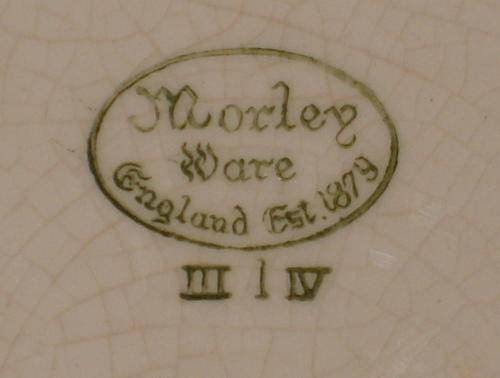 Morley
Ware
England Est. 1879
III I IV